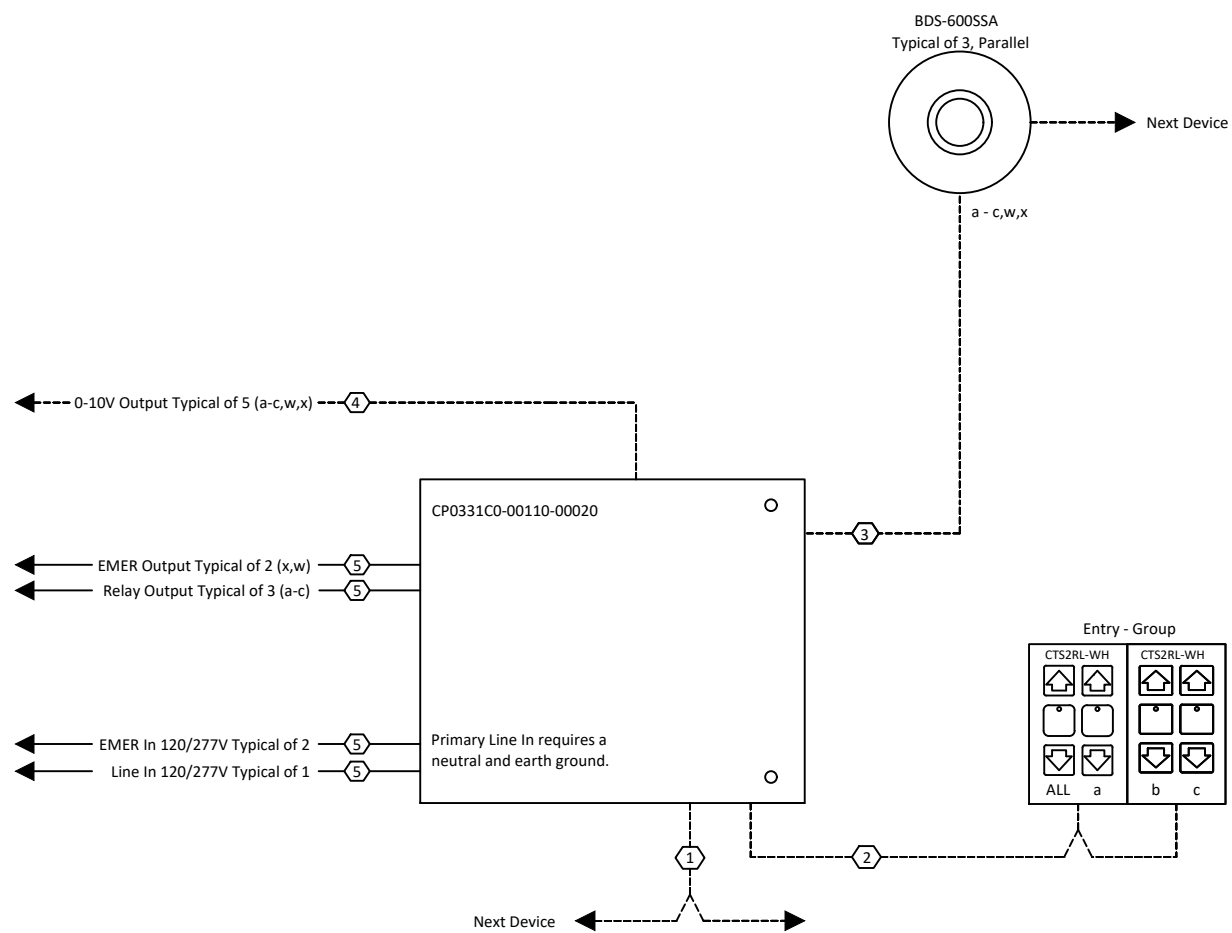 BDS-600SSA
Typical of 3, Parallel
Next Device
a - c,w,x
0-10V Output Typical of 5 (a-c,w,x)
4
CP0331C0-00110-00020
3
EMER Output Typical of 2 (x,w)
5
Relay Output Typical of 3 (a-c)
5
Entry - Group
CTS2RL-WH
CTS2RL-WH
EMER In 120/277V Typical of 2
5
Line In 120/277V Typical of 1
5
Primary Line In requires a
neutral and earth ground.
ALL
a
b
c
1
2
Next Device